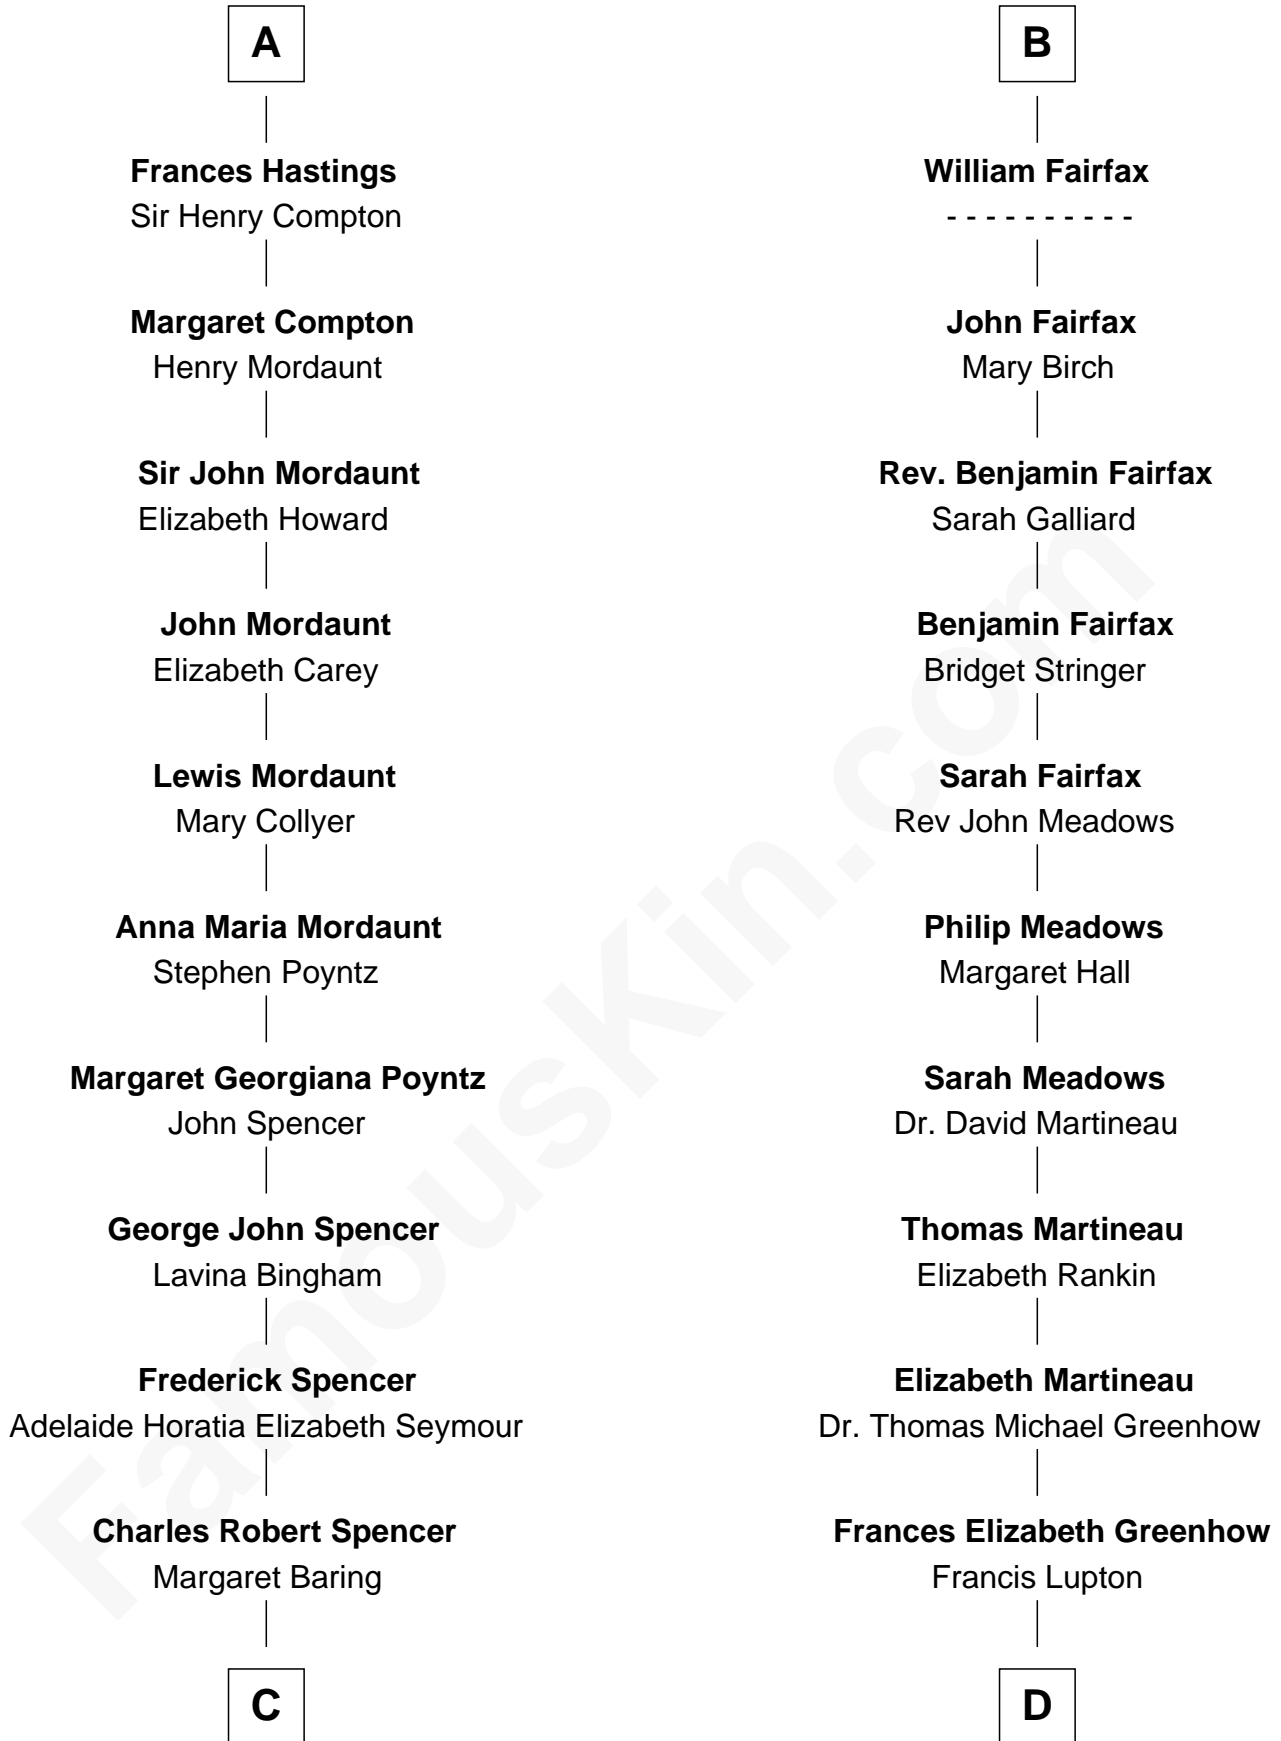 A
Frances Hastings
Sir Henry Compton
Margaret Compton
Henry Mordaunt
Sir John Mordaunt
Elizabeth Howard
John Mordaunt
Elizabeth Carey
Lewis Mordaunt
Mary Collyer
Anna Maria Mordaunt
Stephen Poyntz
Margaret Georgiana Poyntz
John Spencer
George John Spencer
Lavina Bingham
Frederick Spencer
Adelaide Horatia Elizabeth Seymour
Charles Robert Spencer
Margaret Baring
C
B
William Fairfax
- - - - - - - - - -
John Fairfax
Mary Birch
Rev. Benjamin Fairfax
Sarah Galliard
Benjamin Fairfax
Bridget Stringer
Sarah Fairfax
Rev John Meadows
Philip Meadows
Margaret Hall
Sarah Meadows
Dr. David Martineau
Thomas Martineau
Elizabeth Rankin
Elizabeth Martineau
Dr. Thomas Michael Greenhow
Frances Elizabeth Greenhow
Francis Lupton
D
FamousKin.com